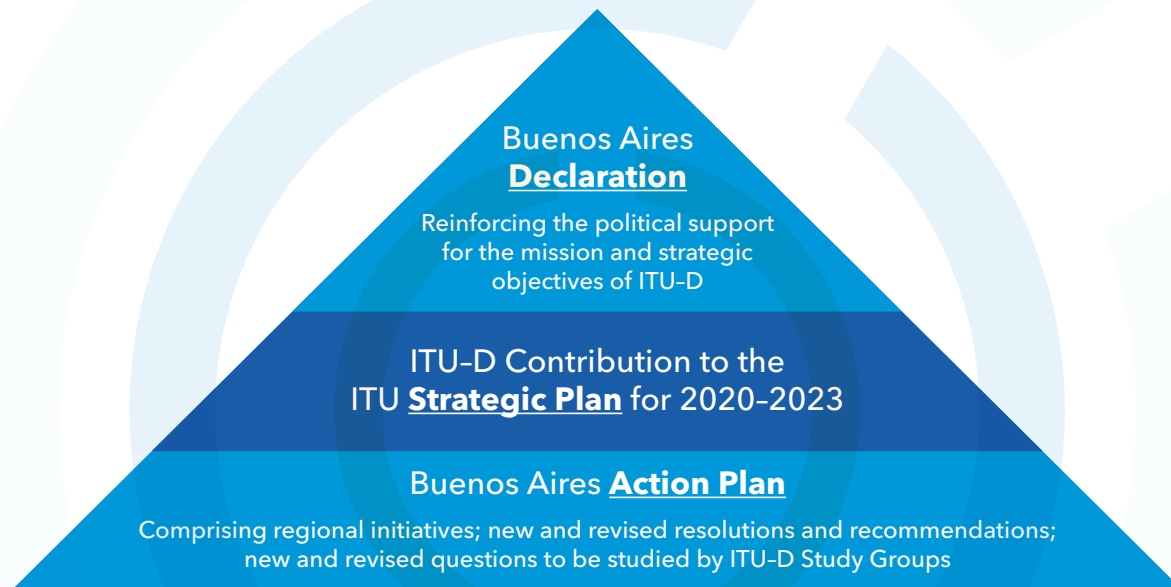 Buenos Aires
Declaration
Reinforcing the political support
for the mission and strategic
objectives of ITU–D
ITU–D Contribution to the
ITU Strategic Plan for 2020–2023
Buenos Aires Action Plan
Comprising regional initiatives; new and revised resolutions and recommendations;
new and revised questions to be studied by ITU–D Study Groups